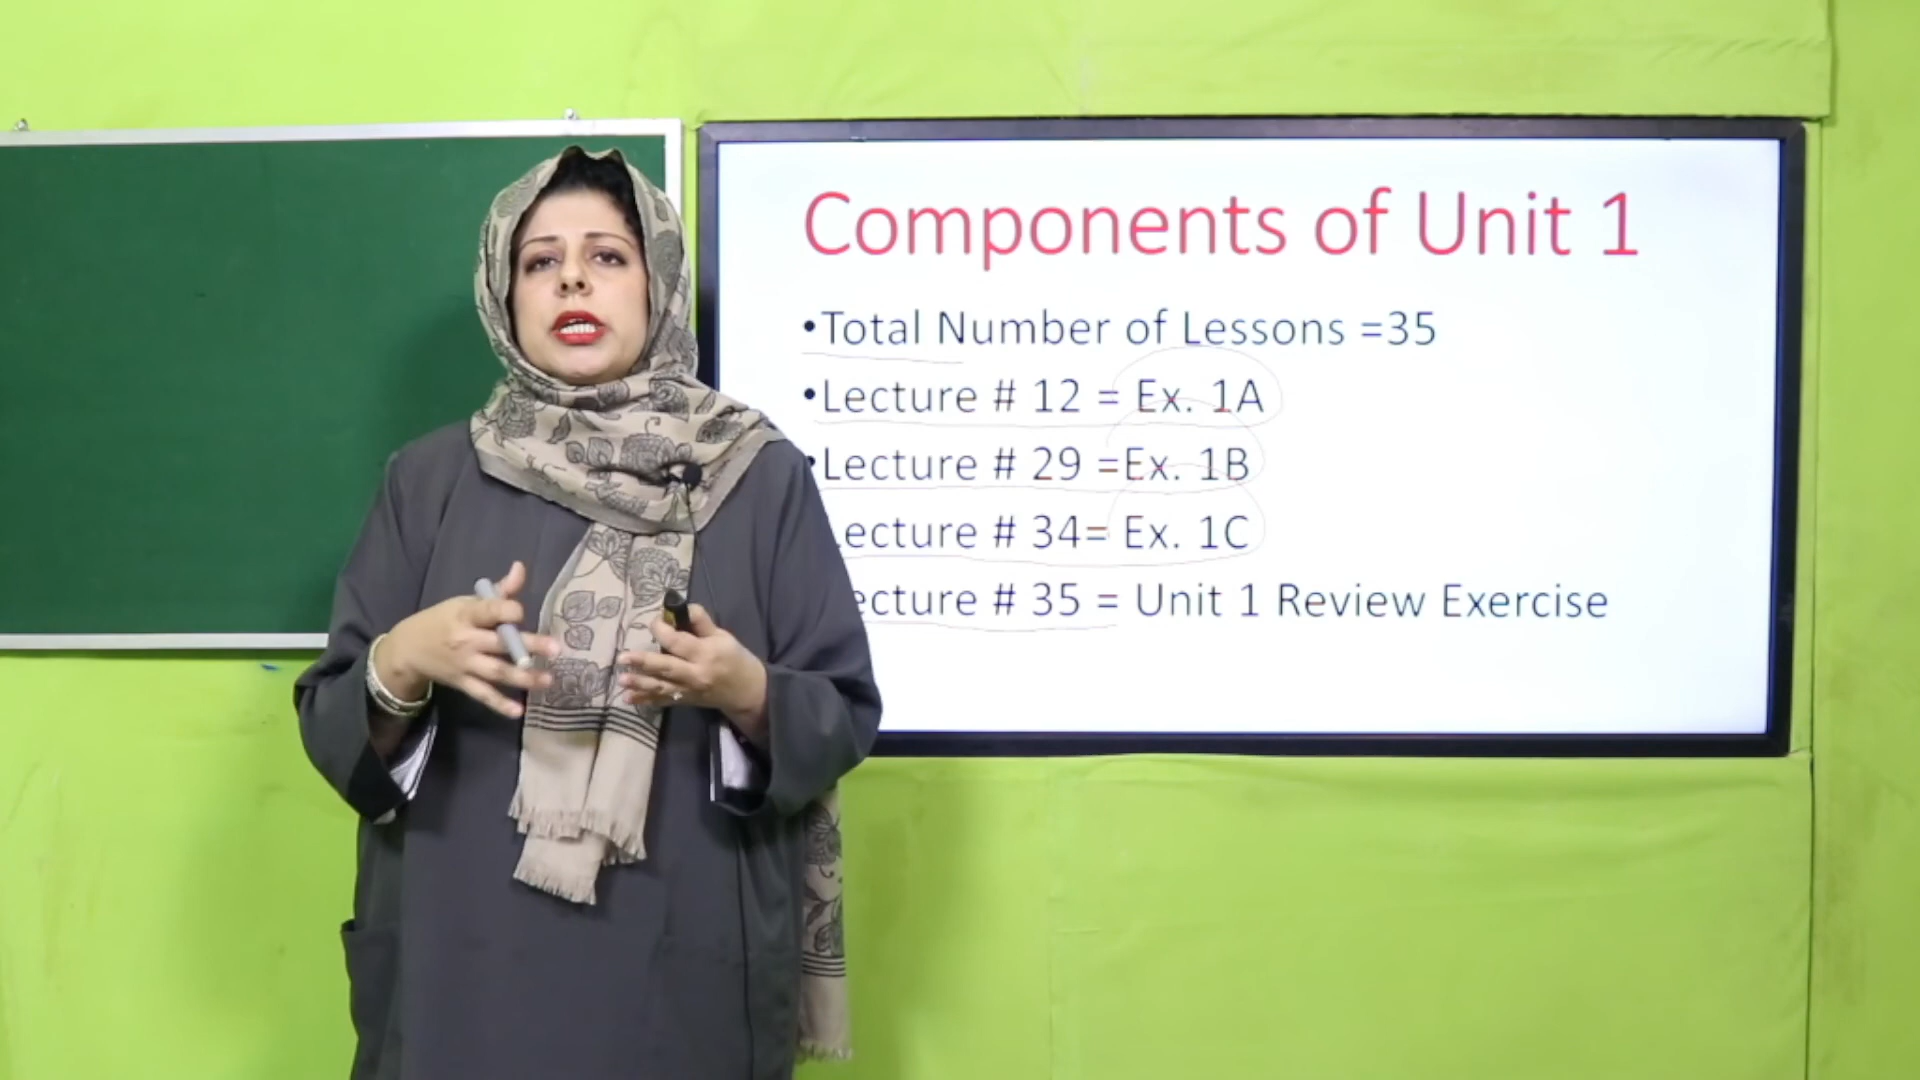 Components of Unit 1
•Total Number of Lessons =35
•Lecture # 12 = Ex. 1A
•Lecture # 29 =Ex. 1B
ecture # 34= Ex. 1C
ecture # 35 = Unit 1 Review Exercise